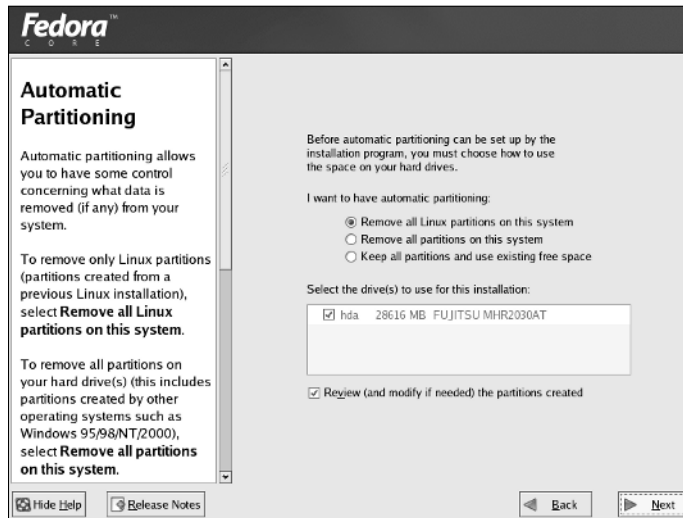 Fedora™
CORE
Automatic
Partitioning
Automatic partitioning allows
you to have some control
concerning what data is
removed (if any) from your
system.
To remove only Linux partitions
(partitions created from a
previous Linux installation),
select Remove all Linux
partitions on this system.
To remove all partitions on
your hard drive(s) (this includes
partitions created by other
operating systems such as
Windows 95/98/NT/2000),
select Remove all partitions
on this system.
Before automatic partitioning can be set up by the
installation program, you must choose how to use
the space on your hard drives.
I want to have automatic partitioning:
Remove all Linux partitions on this system
Remove all partitions on this system
Keep all partitions and use existing free space
Select the drive(s) to use for this installation:
hda 28616 MB FUJITSU MHR2030AT
Review (and modify if needed) the partitions created
Hide Help
Release Notes
Back
Next